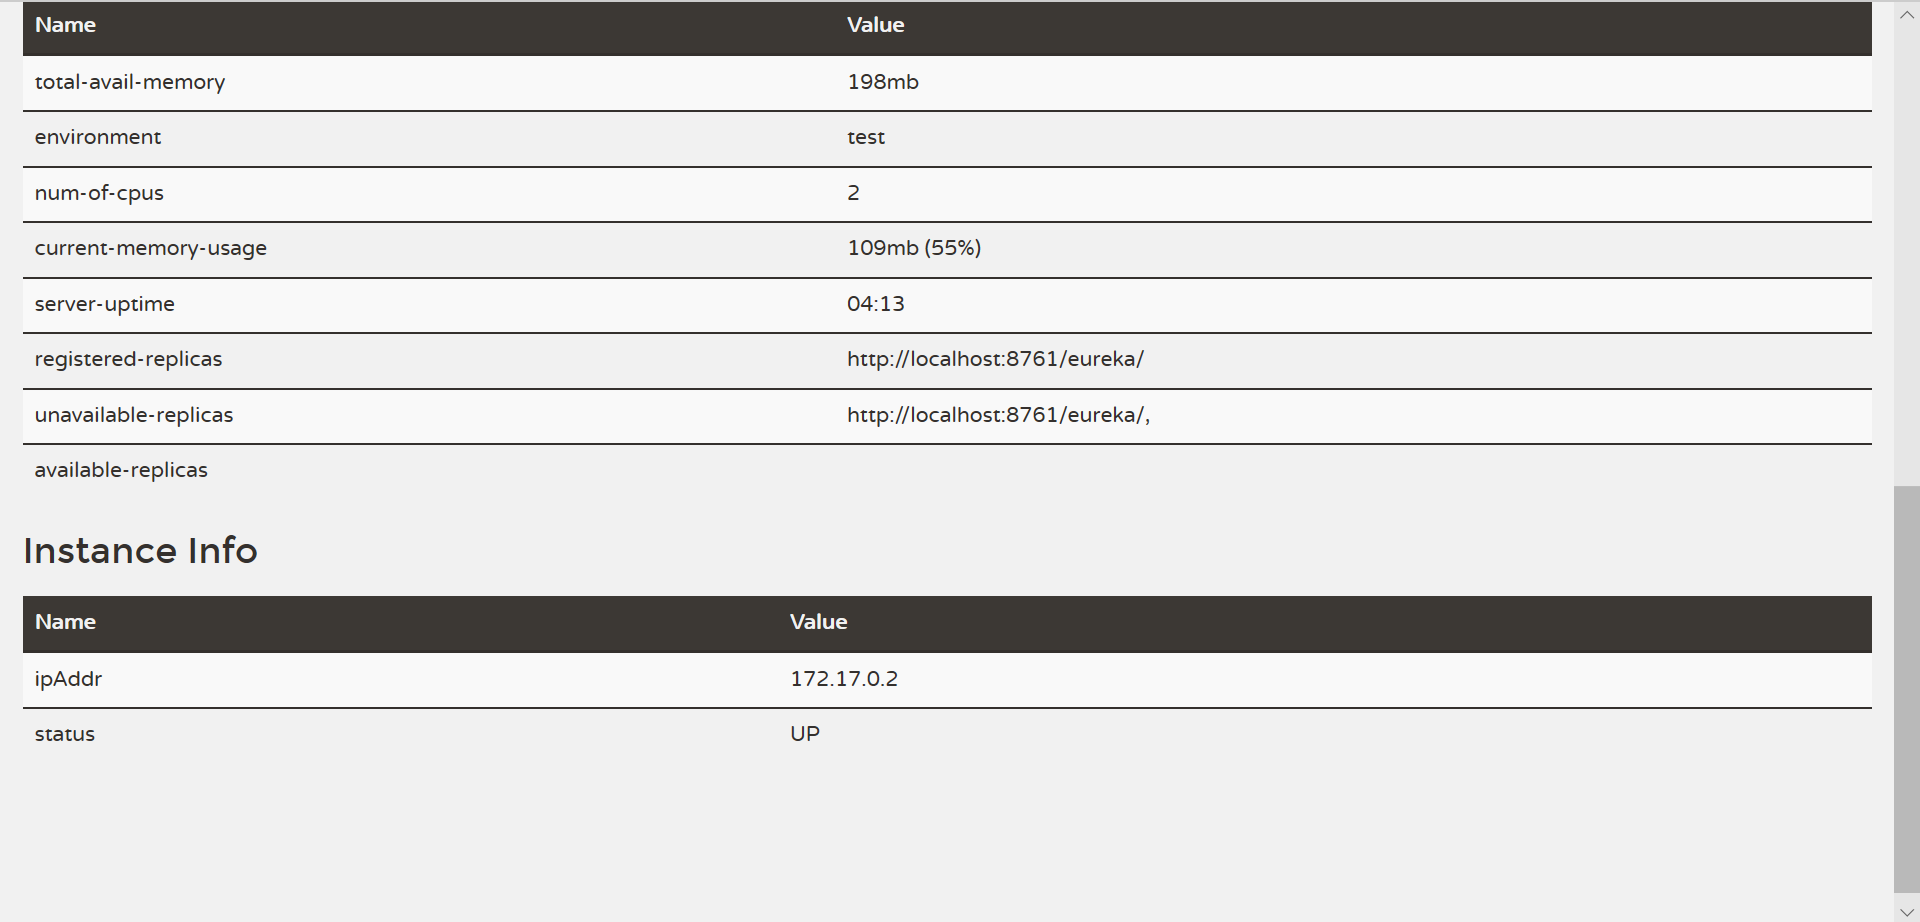 Name Value
total-avail-memory 198mb
environment test
num-of-cpus 2
current-memory-usage 109mb (55%)
server-uptime 04:13
registered-replicas http://localhost:8761/eureka/
unavailable-replicas http://localhost:8761/eureka/,
available-replicas
Instance Info
Name Value
ipAddr 172.17.0.2
status UP